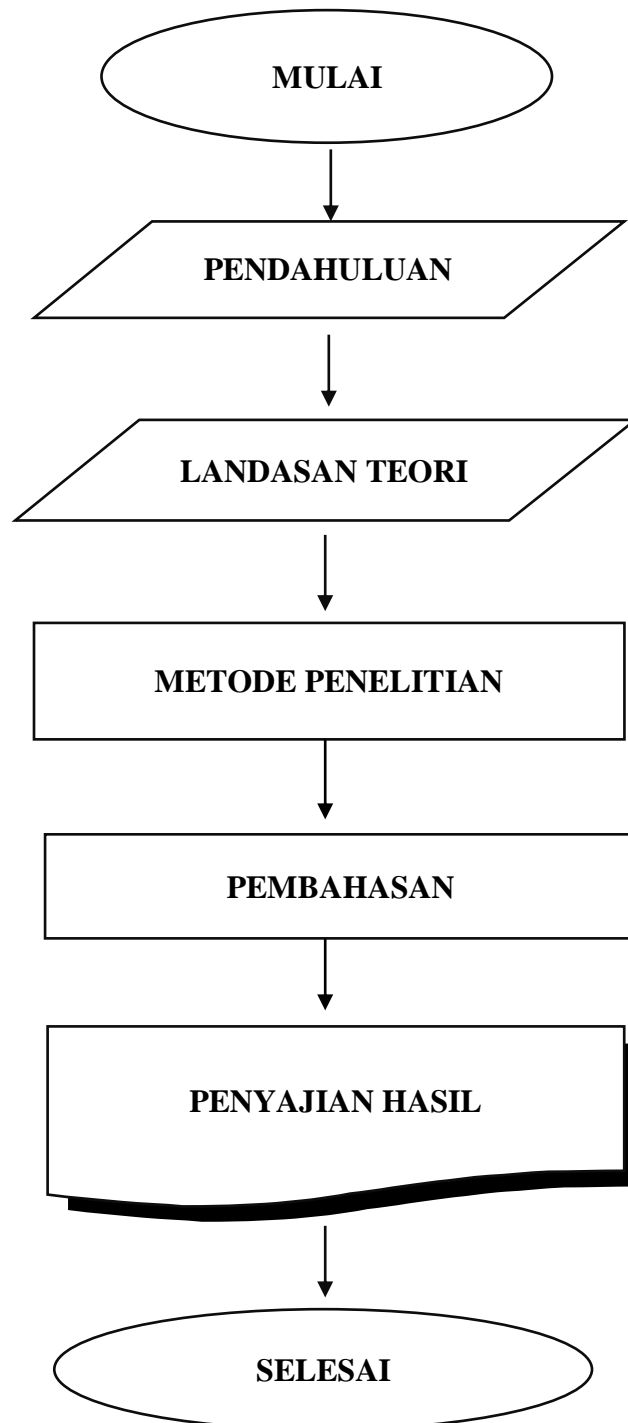 MULAI
PENDAHULUAN
LANDASAN TEORI
METODE PENELITIAN
PEMBAHASAN
PENYAJIAN HASIL
SELESAI